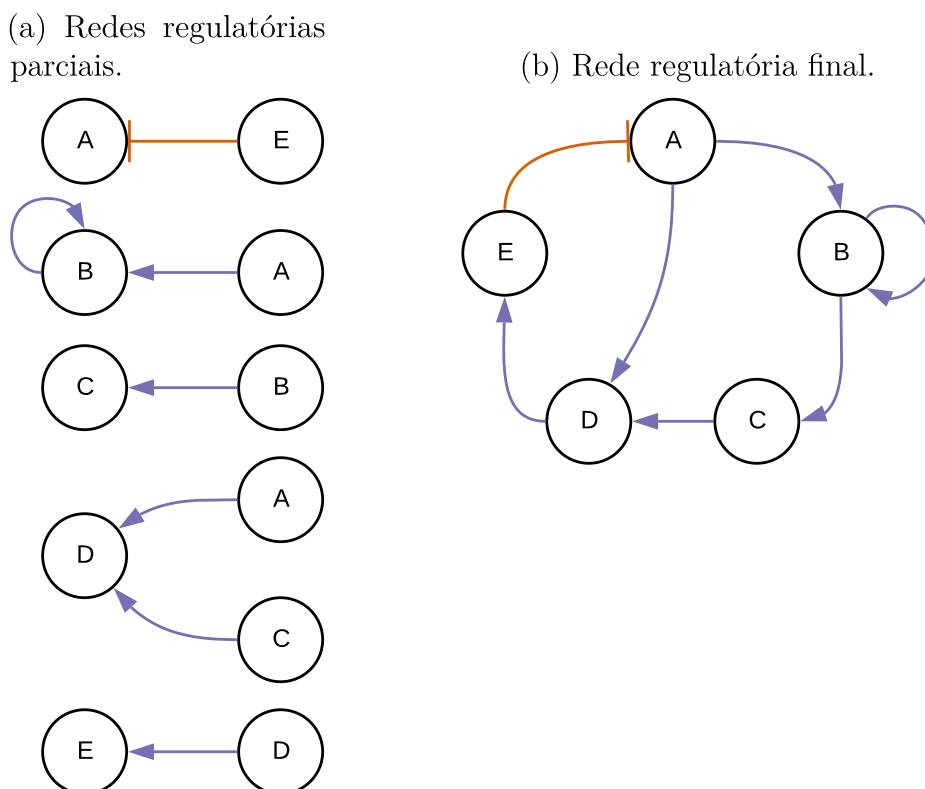 (a) Redes regulatórias
parciais.
A E
B A
C B
A
D
C
E D
(b) Rede regulatória final.
A
E B
D C